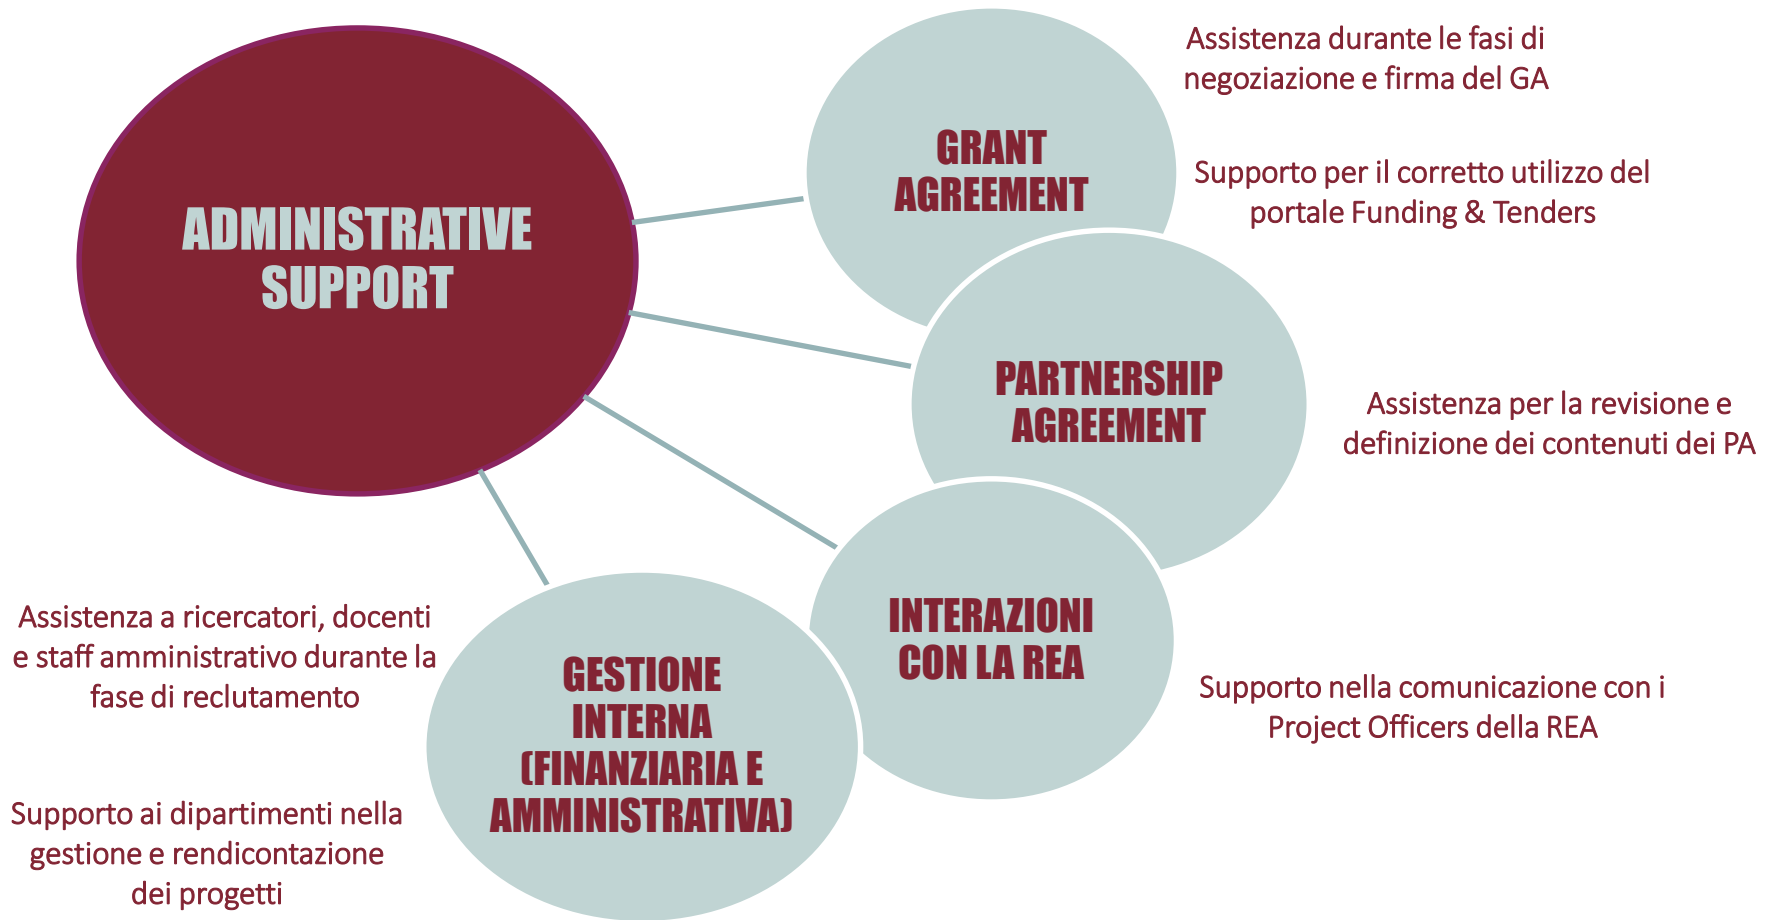 ADMINISTRATIVE
SUPPORT
GRANT
AGREEMENT
Assistenza durante le fasi di
negoziazione e firma del GA
Supporto per il corretto utilizzo del
portale Funding & Tenders
PARTNERSHIP
AGREEMENT
Assistenza per la revisione e
definizione dei contenuti dei PA
INTERAZIONI
CON LA REA
Supporto nella comunicazione con i
Project Officers della REA
GESTIONE
INTERNA
(FINANZIARIA E
AMMINISTRATIVA)
Assistenza a ricercatori, docenti
e staff amministrativo durante la
fase di reclutamento
Supporto ai dipartimenti nella
gestione e rendicontazione
dei progetti